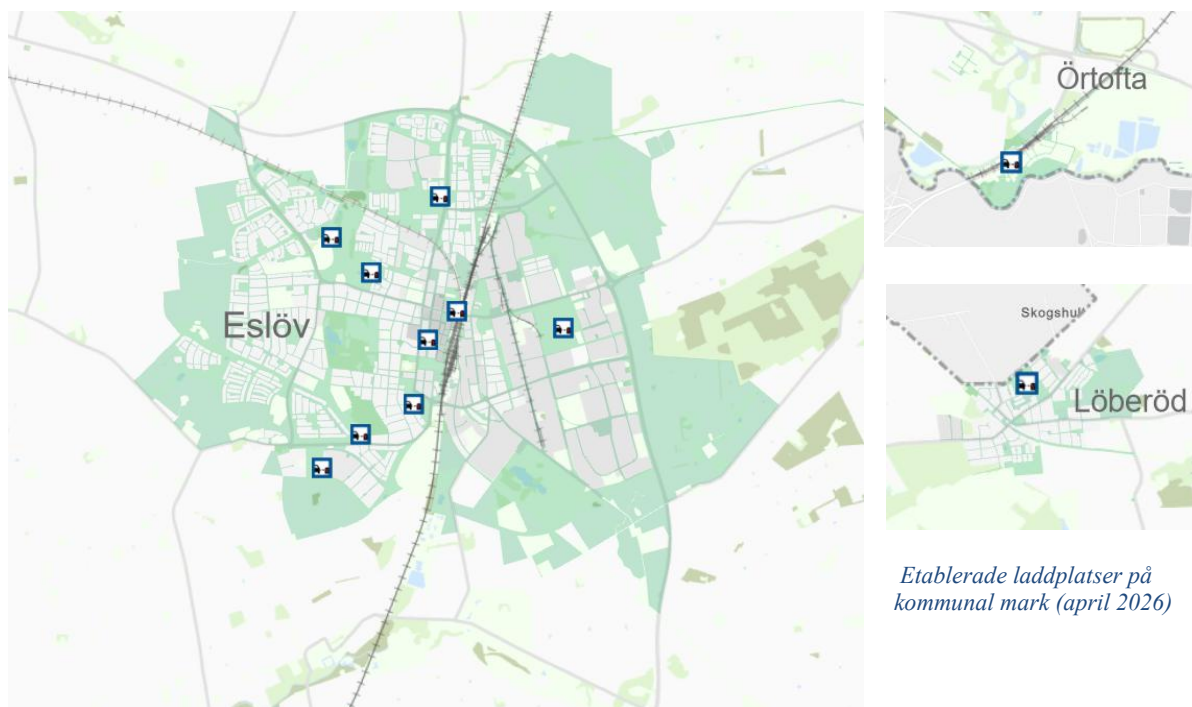 Eslöv
Örtofta
Skogshul
Löberöd
Etablerade laddplatser på
kommunal mark (april 2026)